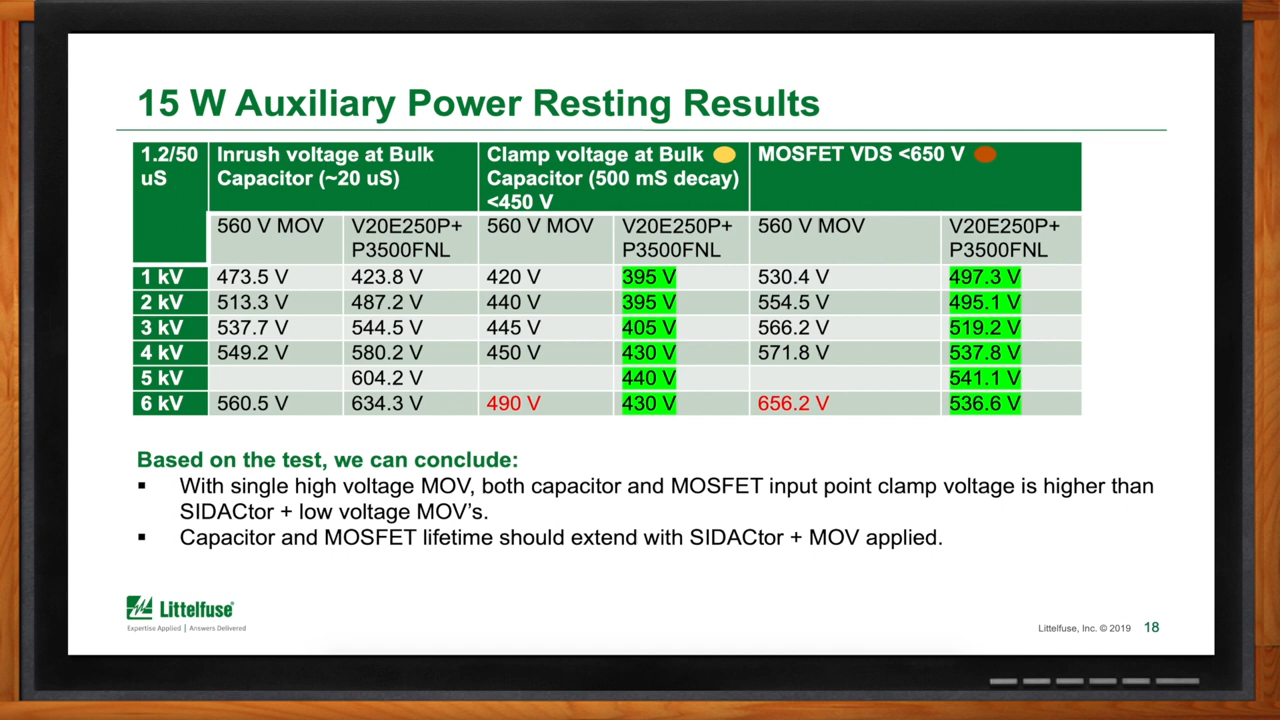 15 W Auxiliary Power Resting Results
1.2/50 uS
Inrush voltage at Bulk Capacitor (~20 uS)
Clamp voltage at Bulk Capacitor (500 mS decay) <450 V
MOSFET VDS <650 V
560 V MOV V20E250P+ P3500FNL 560 V MOV V20E250P+ P3500FNL 560 V MOV V20E250P+ P3500FNL
1 kV 473.5 V 423.8 V 420 V 395 V 530.4 V 497.3 V
2 kV 513.3 V 487.2 V 440 V 395 V 554.5 V 495.1 V
3 kV 537.7 V 544.5 V 445 V 405 V 566.2 V 519.2 V
4 kV 549.2 V 580.2 V 450 V 430 V 571.8 V 537.8 V
5 kV 604.2 V 440 V 541.1 V
6 kV 560.5 V 634.3 V 490 V 430 V 656.2 V 536.6 V
Based on the test, we can conclude:
▪ With single high voltage MOV, both capacitor and MOSFET input point clamp voltage is higher than
SIDACtor + low voltage MOV's.
▪ Capacitor and MOSFET lifetime should extend with SIDACtor + MOV applied.
Littelfuse®
Expertise Applied | Answers Delivered
Littelfuse, Inc. © 2019 18